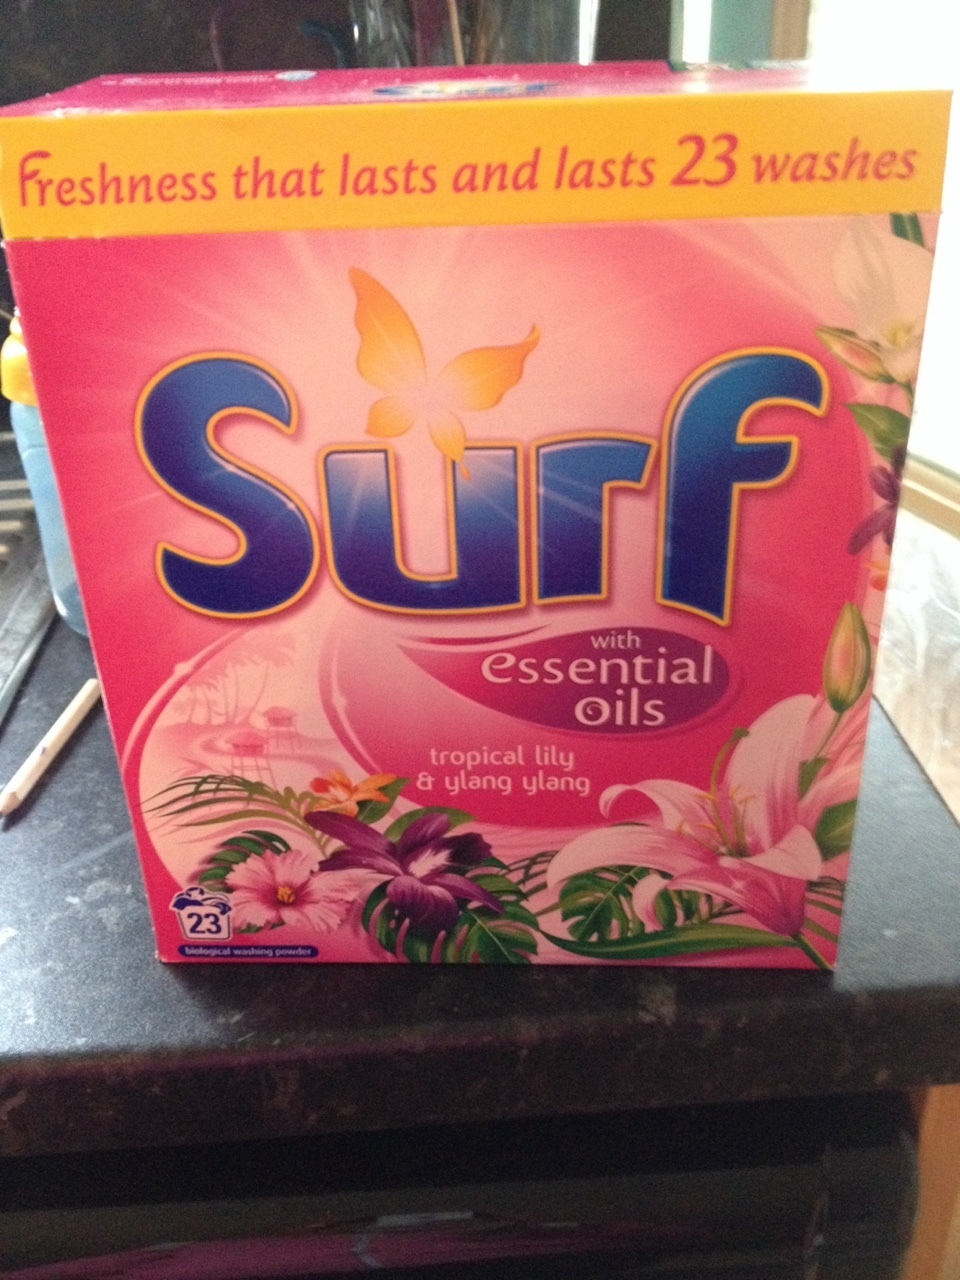 Freshness that lasts and lasts 23 washes
Surf
with
essential
oils
tropical lily
& ylang ylang
23
biological washing powder